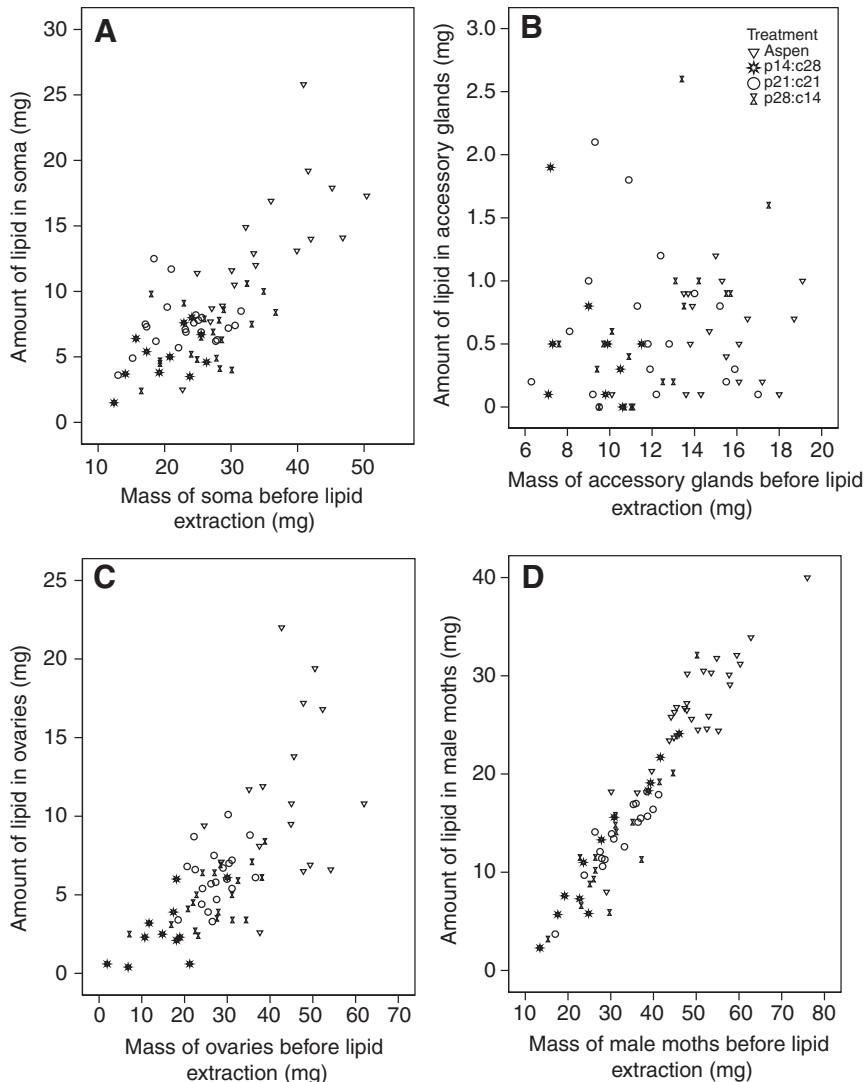 A
30
25
20
15
10
5
0
Amount of lipid in soma (mg)
10 20 30 40 50
Mass of soma before lipid
extraction (mg)
B
Treatment
Aspen
p14:c28
p21:c21
p28:c14
3.0
2.5
2.0
1.5
1.0
0.5
0
Amount of lipid in accessory glands (mg)
6 8 10 12 14 16 18 20
Mass of accessory glands before lipid
extraction (mg)
C
25
20
15
10
5
0
Amount of lipid in ovaries (mg)
0 10 20 30 40 50 60 70
Mass of ovaries before lipid
extraction (mg)
D
40
30
20
10
0
Amount of lipid in male moths (mg)
10 20 30 40 50 60 70 80
Mass of male moths before lipid
extraction (mg)